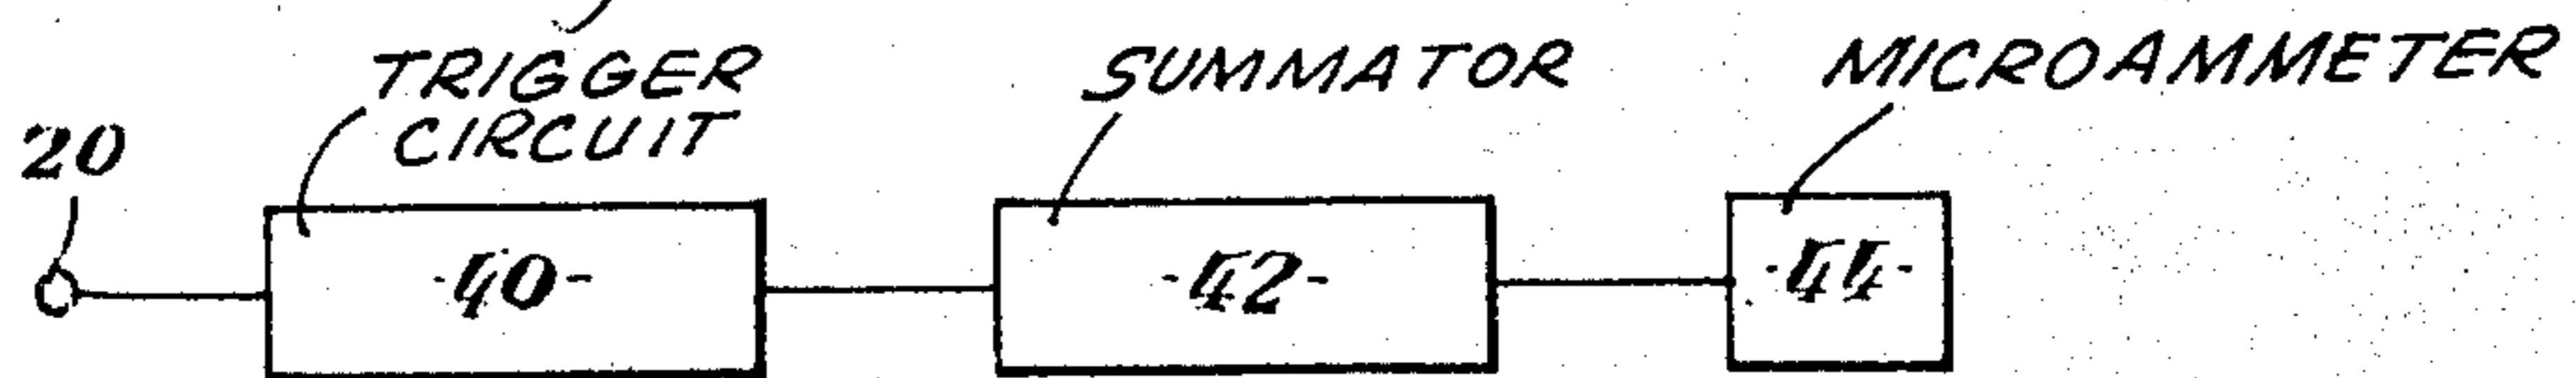 TRIGGER
CIRCUIT
SUMMATOR
MICROAMMETER
20
-40-
-42-
-44-